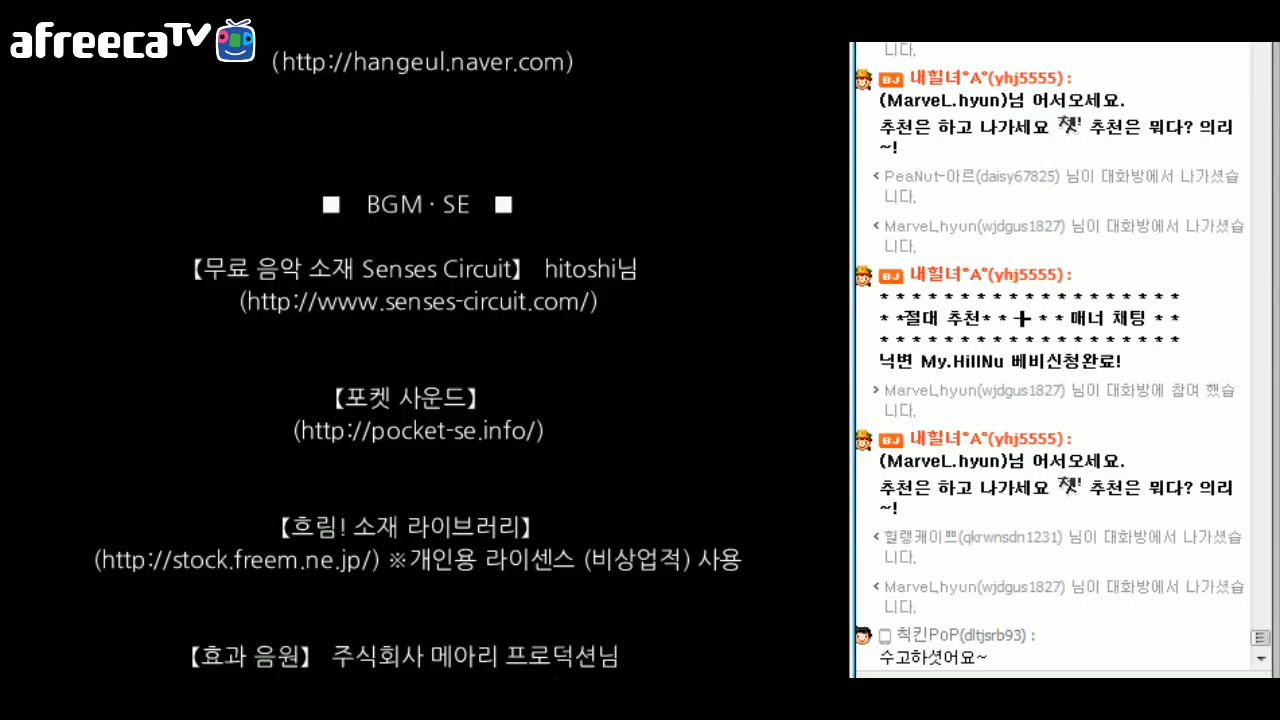 afreecaTV
(http://hangeul.naver.com)
■ BGM · SE ■
【무료 음악 소재 Senses Circuit】 hitoshi님
(http://www.senses-circuit.com/)
【포켓 사운드】
(http://pocket-se.info/)
【흐림! 소재 라이브러리】
(http://stock.freem.ne.jp/) ※개인용 라이센스 (비상업적) 사용
【효과 음원】 주식회사 메아리 프로덕션님
니다.
BJ 내힐녀°A°(yhj5555) :
(MarveL.hyun)님 어서오세요.
추천은 하고 나가세요 쳇! 추천은 뭐다? 의리
~!
< PeaNut-아르(daisy67825) 님이 대화방에서 나가셨습
니다.
< MarveL.hyun(wjdgus1827) 님이 대화방에서 나가셨습
니다.
BJ 내힐녀°A°(yhj5555) :
* * * * * * * * * * * * * * * * * * *
* *절대 추천* * ╋ * * 매너 채팅 * *
* * * * * * * * * * * * * * * * * * *
닉변 My.HillNu 베비신청완료!
> MarveL.hyun(wjdgus1827) 님이 대화방에 참여 했습
니다.
BJ 내힐녀°A°(yhj5555) :
(MarveL.hyun)님 어서오세요.
추천은 하고 나가세요 쳇! 추천은 뭐다? 의리
~!
< 헐랭캐이쁘(qkrwnsdn1231) 님이 대화방에서 나가셨습
니다.
< MarveL.hyun(wjdgus1827) 님이 대화방에서 나가셨습
니다.
칙킨PoP(dltjsrb93) :
수고하셧어요~